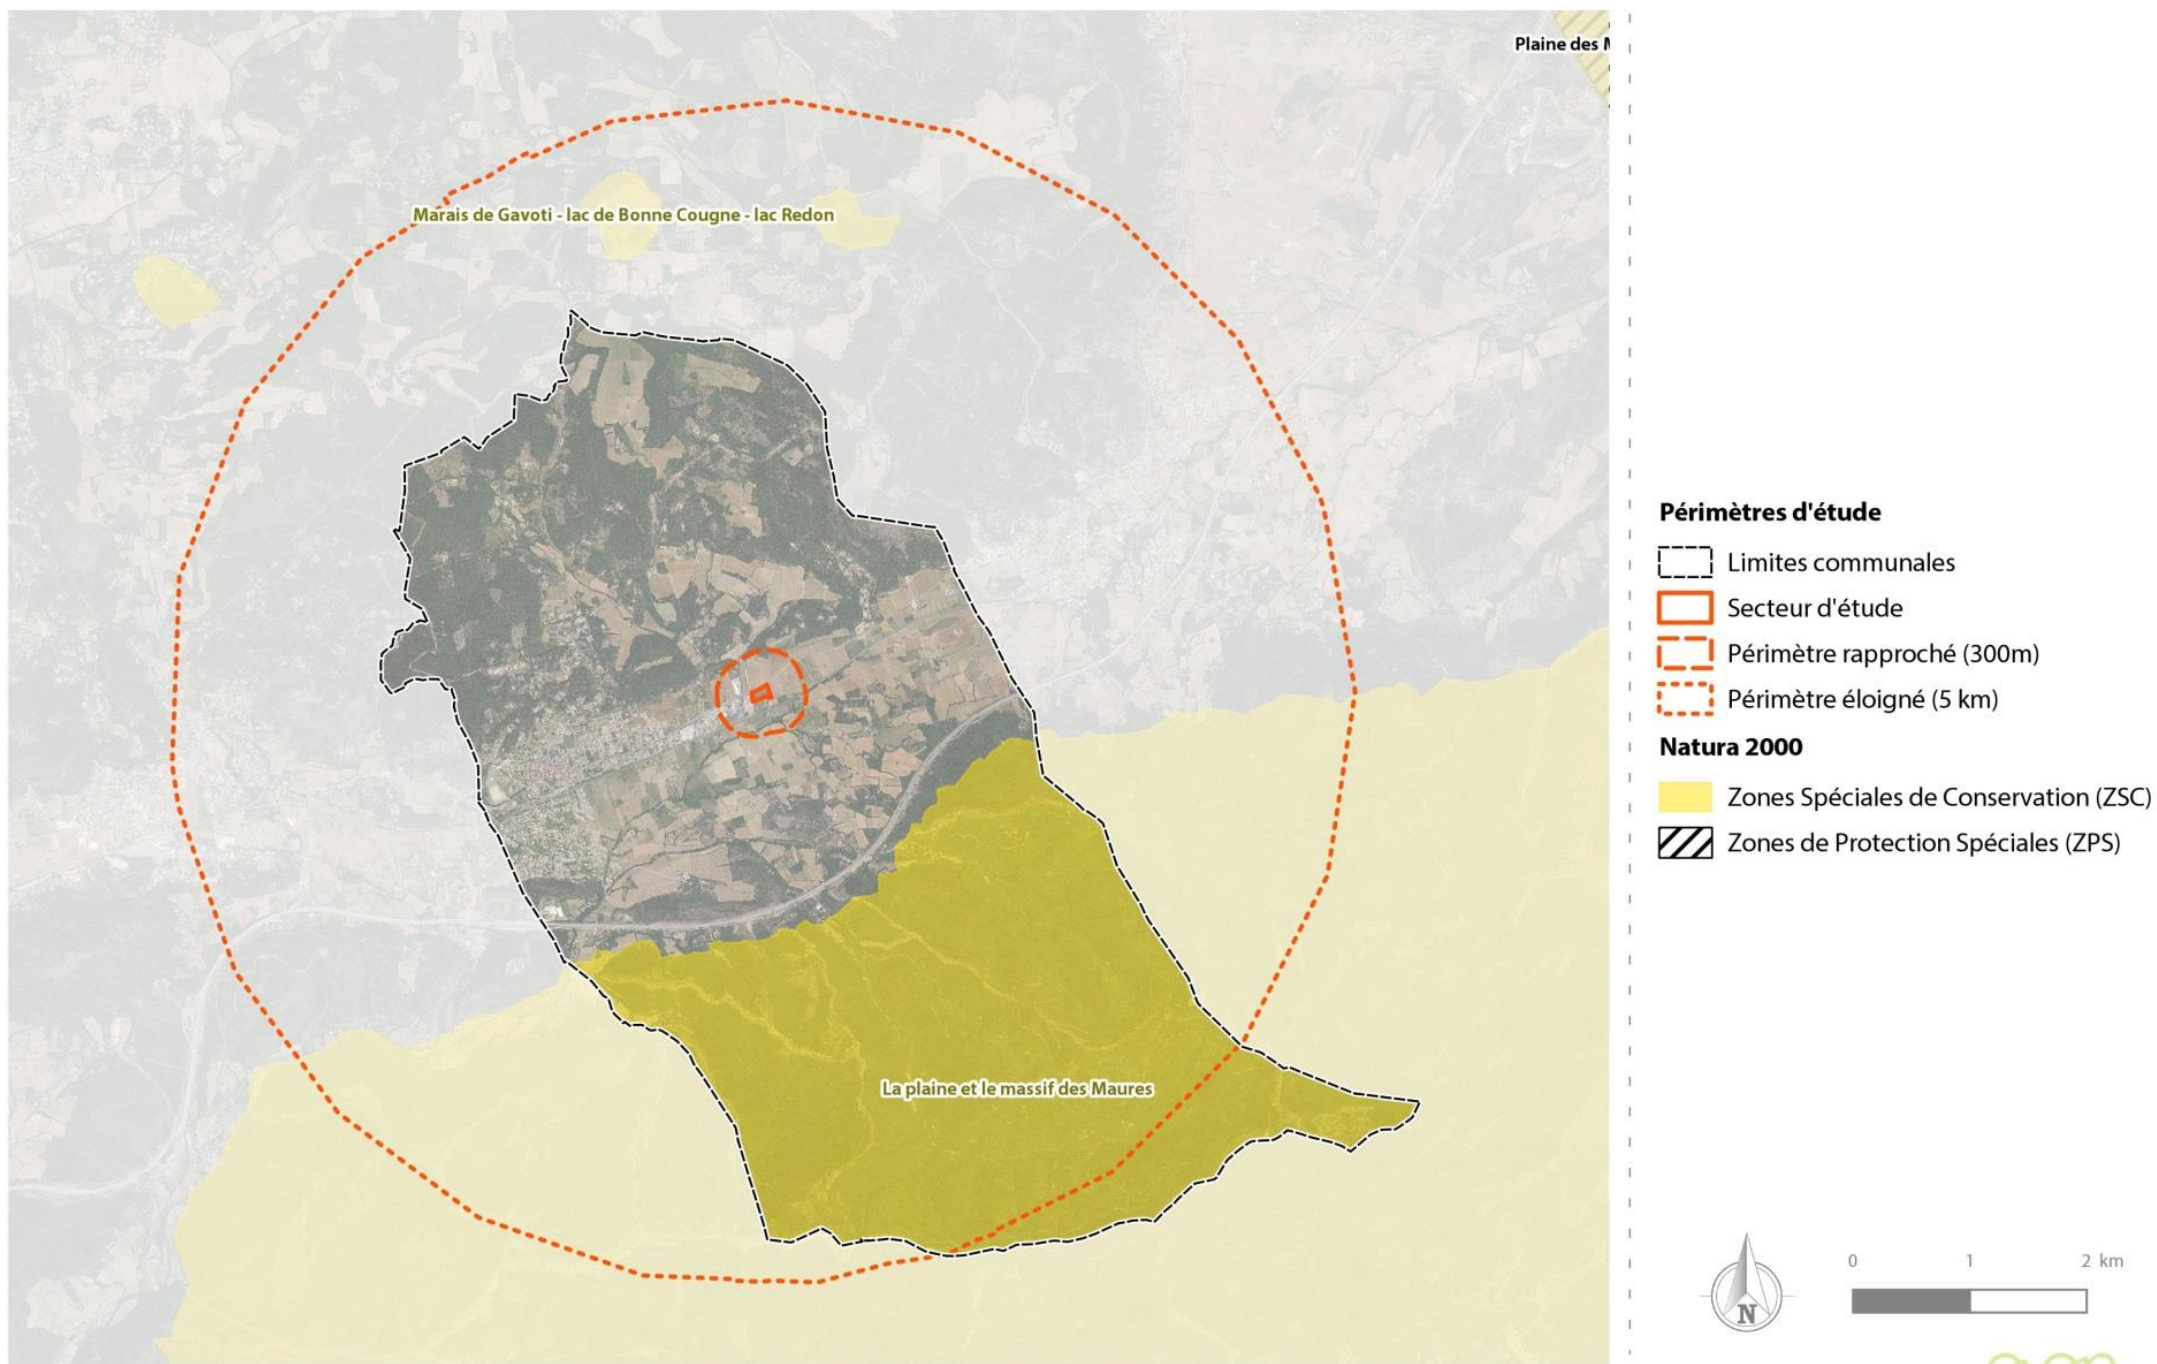 Plaine des M
Marais de Gavoti - lac de Bonne Cougne - lac Redon
La plaine et le massif des Maures
Périmètres d'étude
Limites communales
Secteur d'étude
Périmètre rapproché (300m)
Périmètre éloigné (5 km)
Natura 2000
Zones Spéciales de Conservation (ZSC)
Zones de Protection Spéciales (ZPS)
0 1 2 km
N